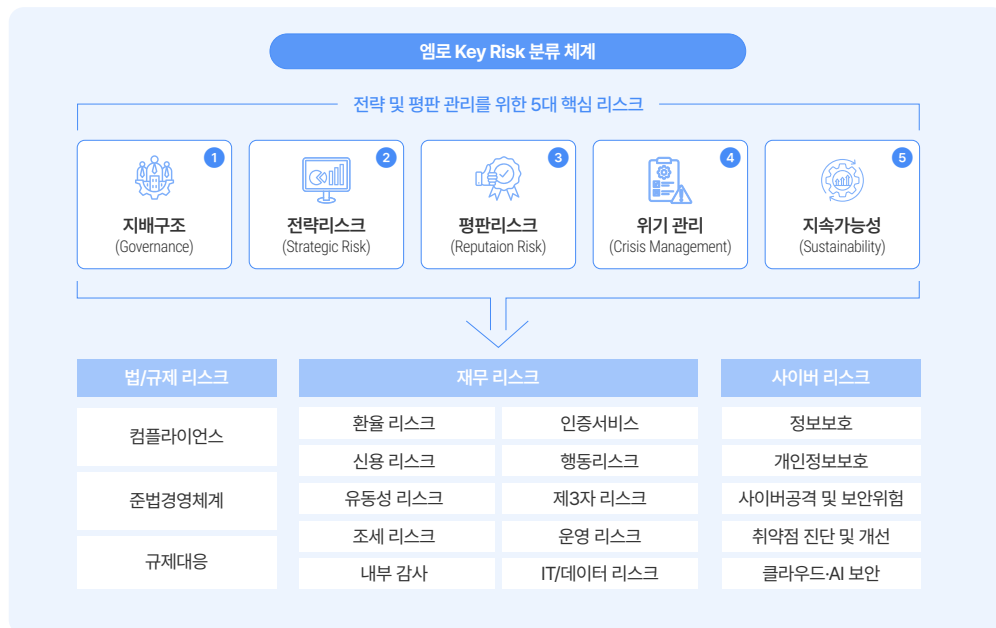 엠로 Key Risk 분류 체계
전략 및 평판 관리를 위한 5대 핵심 리스크
1
지배구조
(Governance)
2
전략리스크
(Strategic Risk)
3
평판리스크
(Reputaion Risk)
4
위기 관리
(Crisis Management)
5
지속가능성
(Sustainability)
법/규제 리스크
컴플라이언스
준법경영체계
규제대응
재무 리스크
환율 리스크
인증서비스
신용 리스크
행동리스크
유동성 리스크
제3자 리스크
조세 리스크
운영 리스크
내부 감사
IT/데이터 리스크
사이버 리스크
정보보호
개인정보보호
사이버공격 및 보안위험
취약점 진단 및 개선
클라우드·AI 보안